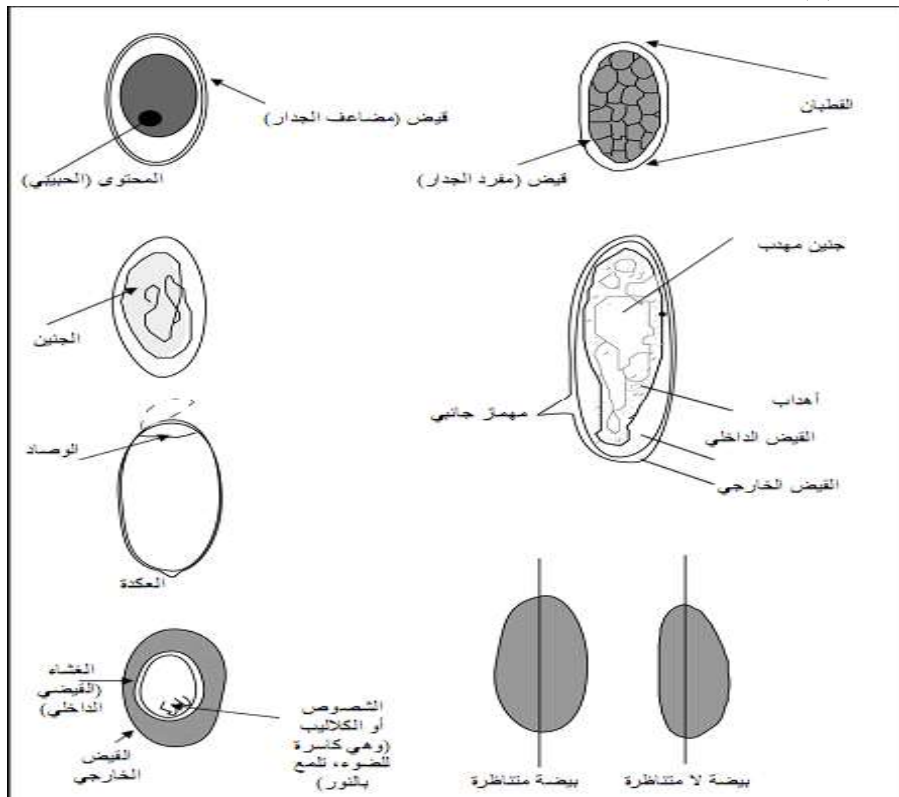 القطبان
قيض (مضاعف الجدار)
قيض (مفرد الجدار)
المحتوى (الحبيبي)
جنين مهدب
الجنين
أهداب
مهماز جانبي
القيض الداخلي
الوصاد
القيض الخارجي
العكدة
الغشاء
(القيضي
الداخلي)
الشصوص
أو الكلاليب
(وهي كاسرة
للضوء، تلمع
بالنور)
القيض
الخارجي
بيضة متناظرة
بيضة لا متناظرة